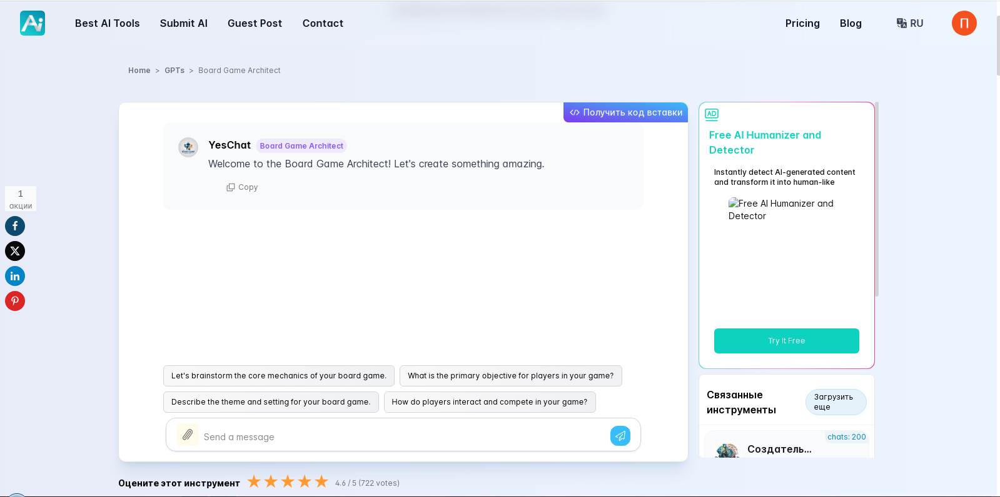 Ai
Best AI Tools
Submit AI
Guest Post
Contact
Pricing
Blog
RU
П
Home > GPTs > Board Game Architect
Получить код вставки
YesChat Board Game Architect
Welcome to the Board Game Architect! Let's create something amazing.
Copy
1
акции
AD
Free AI Humanizer and
Detector
Instantly detect AI-generated content
and transform it into human-like
Free AI Humanizer and
Detector
Try It Free
Let's brainstorm the core mechanics of your board game.
What is the primary objective for players in your game?
Describe the theme and setting for your board game.
How do players interact and compete in your game?
Send a message
Связанные
инструменты
Загрузить
еще
chats: 200
Создатель...
Оцените этот инструмент
4.6 / 5 (722 votes)